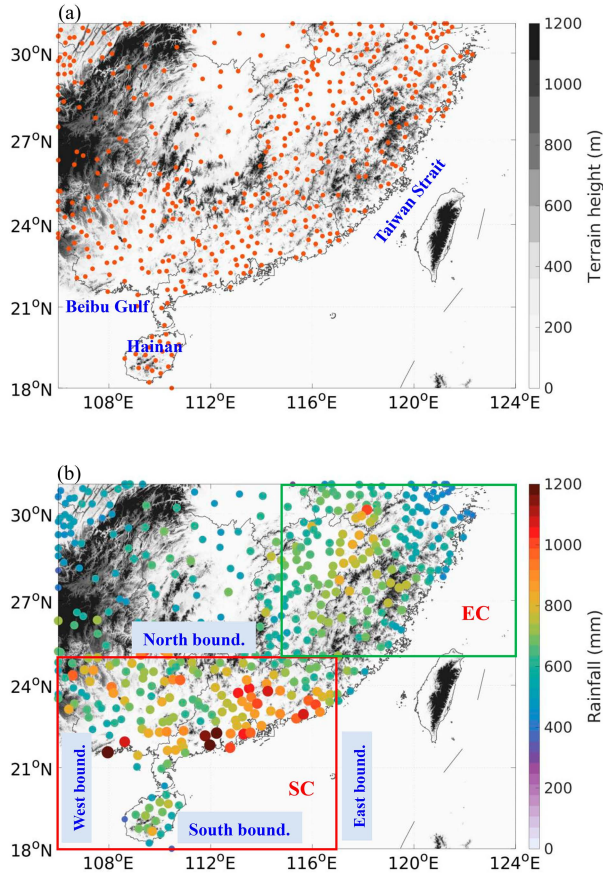 (a)
30°N
27°N
24°N
21°N
18°N
108°E
112°E
116°E
120°E
124°E
Taiwan Strait
Beibu Gulf
Hainan
1200
1000
800
600
400
200
0
Terrain height (m)
(b)
30°N
27°N
24°N
21°N
18°N
108°E
112°E
116°E
120°E
124°E
EC
North bound.
West bound.
SC
South bound.
East bound.
1200
1000
800
600
400
200
0
Rainfall (mm)